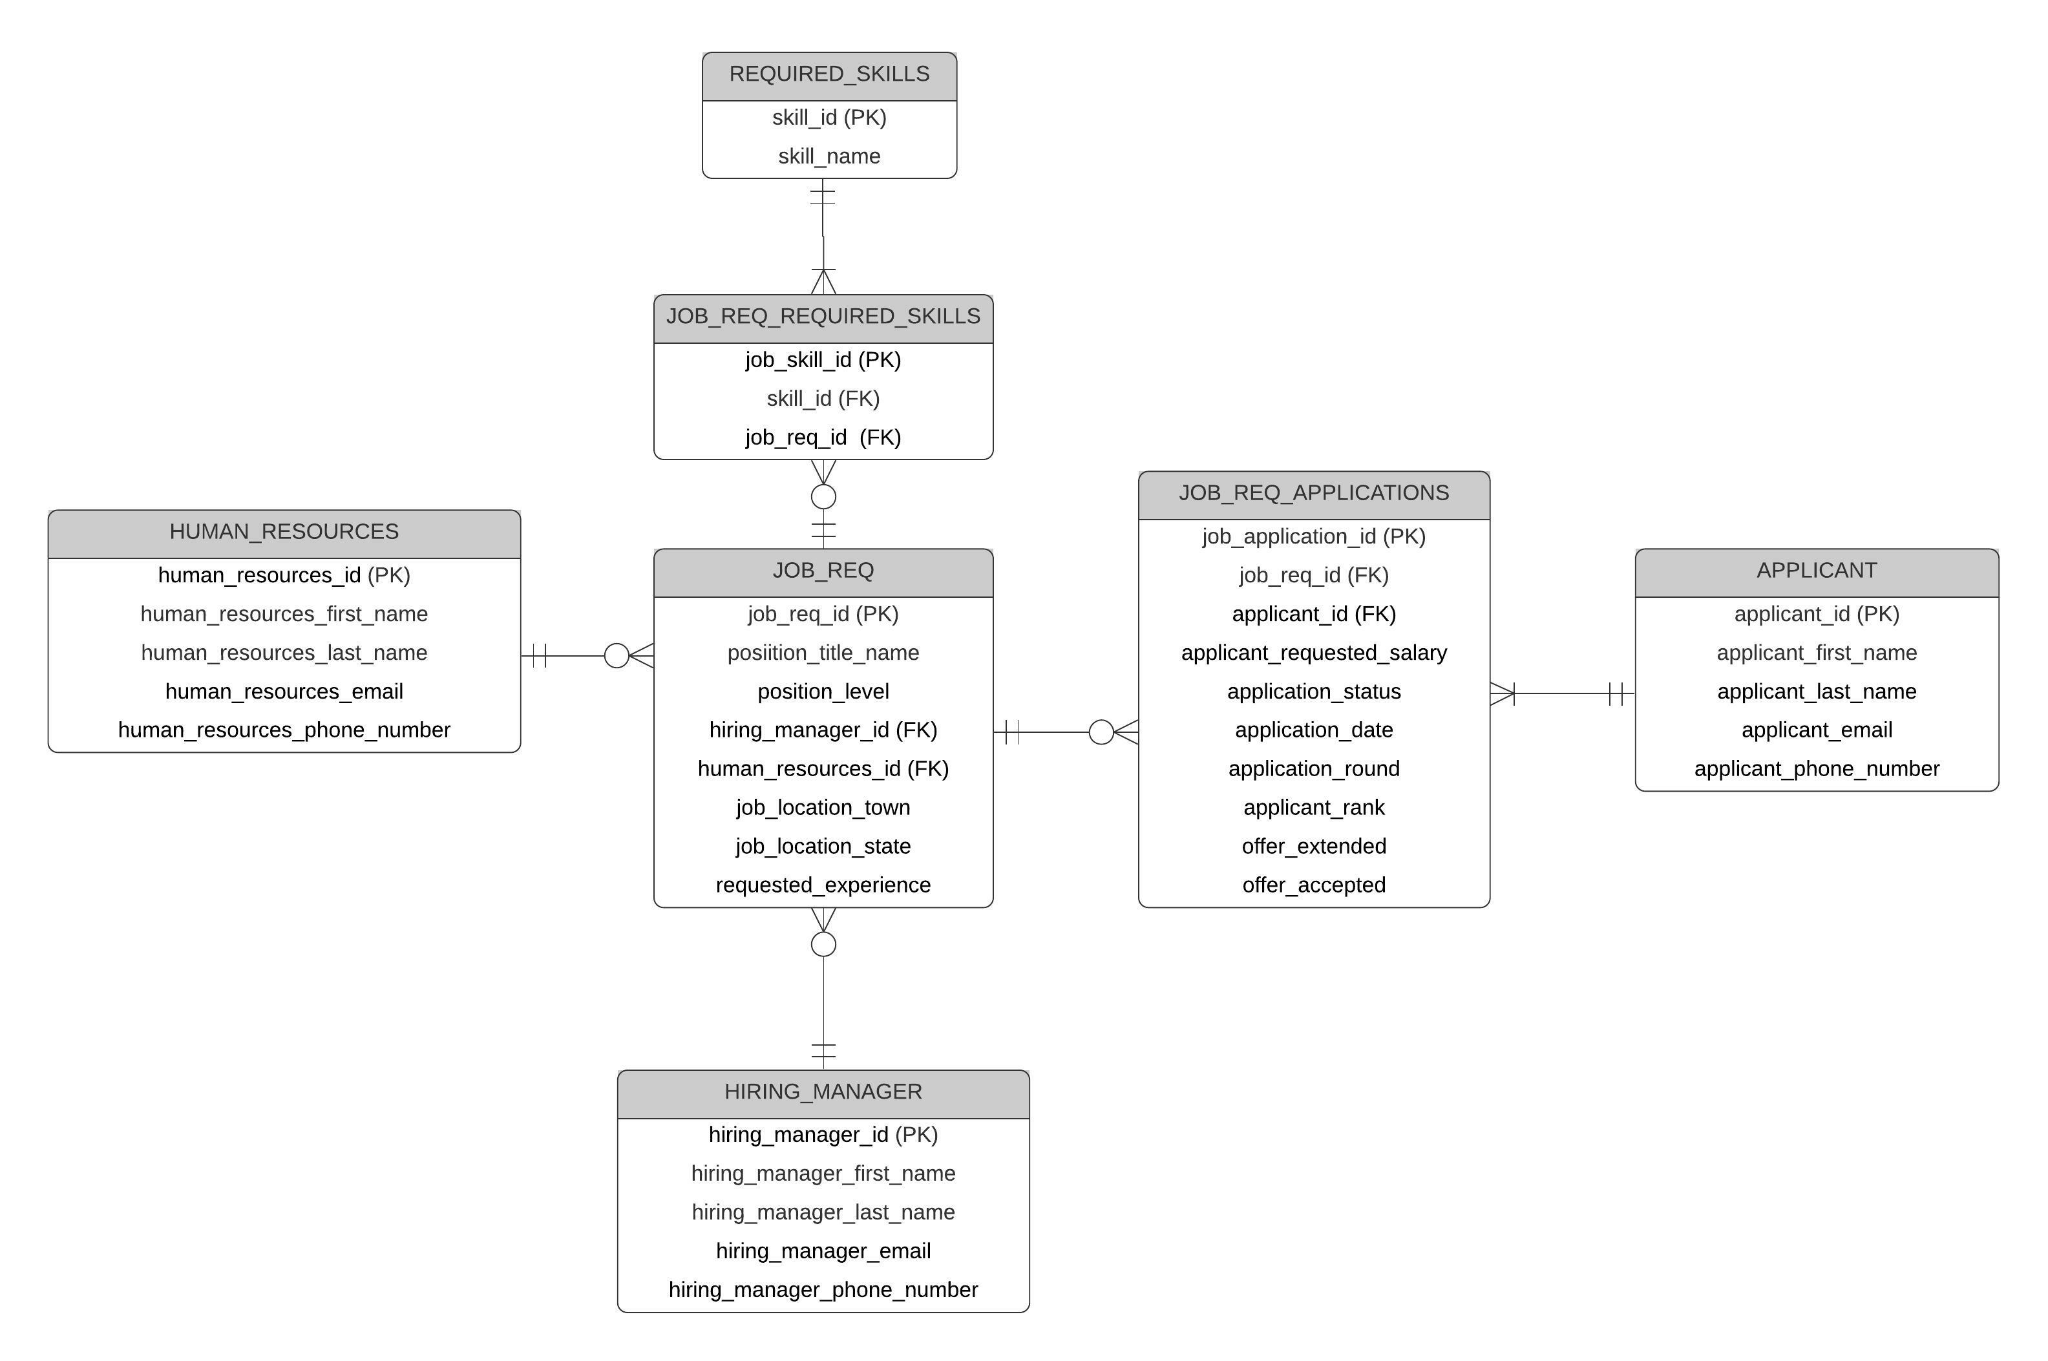 REQUIRED_SKILLS
skill_id (PK)
skill_name
JOB_REQ_REQUIRED_SKILLS
job_skill_id (PK)
skill_id (FK)
job_req_id  (FK)
HUMAN_RESOURCES
human_resources_id (PK)
human_resources_first_name
human_resources_last_name
human_resources_email
human_resources_phone_number
JOB_REQ
job_req_id (PK)
posiition_title_name
position_level
hiring_manager_id (FK)
human_resources_id (FK)
job_location_town
job_location_state
requested_experience
JOB_REQ_APPLICATIONS
job_application_id (PK)
job_req_id (FK)
applicant_id (FK)
applicant_requested_salary
application_status
application_date
application_round
applicant_rank
offer_extended
offer_accepted
APPLICANT
applicant_id (PK)
applicant_first_name
applicant_last_name
applicant_email
applicant_phone_number
HIRING_MANAGER
hiring_manager_id (PK)
hiring_manager_first_name
hiring_manager_last_name
hiring_manager_email
hiring_manager_phone_number